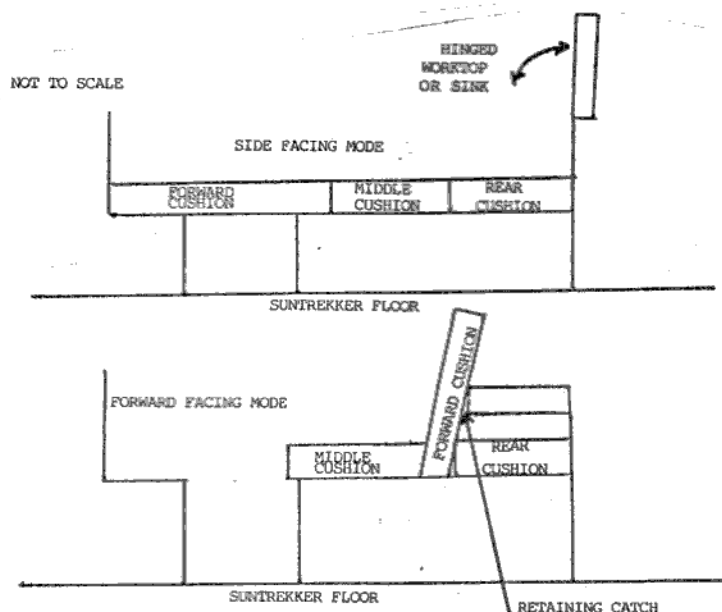 HINGED
WORKTOP
OR SINK
NOT TO SCALE
SIDE FACING MODE
FORWARD
CUSHION
MIDDLE
CUSHION
REAR
CUSHION
SUNTREKKER FLOOR
FORWARD FACING MODE
FORWARD CUSHION
MIDDLE
CUSHION
REAR
CUSHION
SUNTREKKER FLOOR
RETAINING CATCH